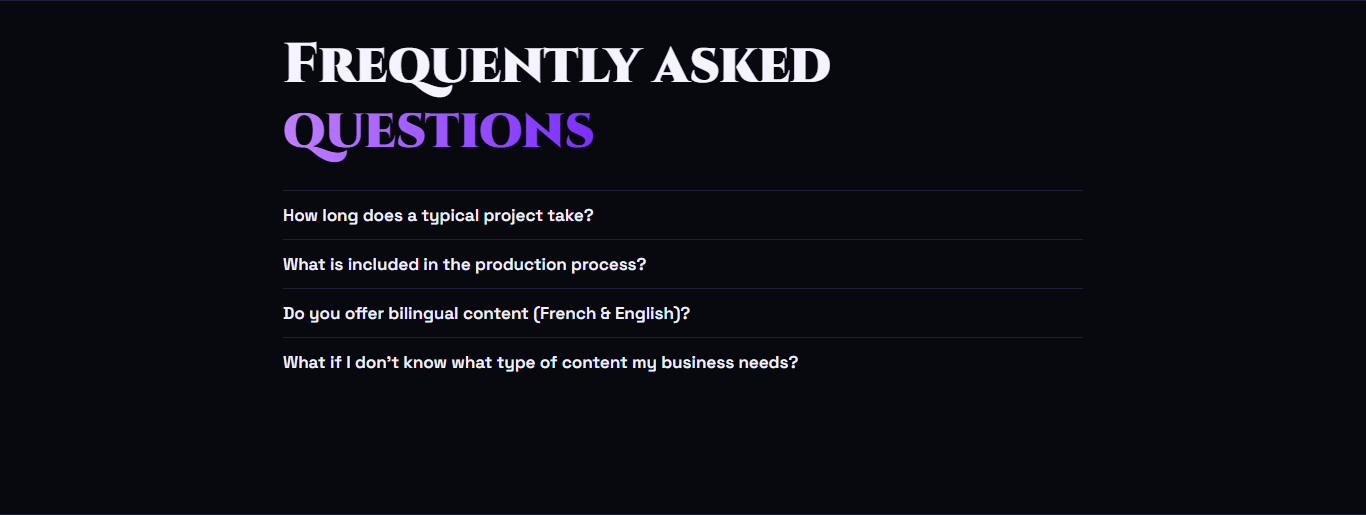 Frequently asked
questions
How long does a typical project take?
What is included in the production process?
Do you offer bilingual content (French & English)?
What if I don't know what type of content my business needs?